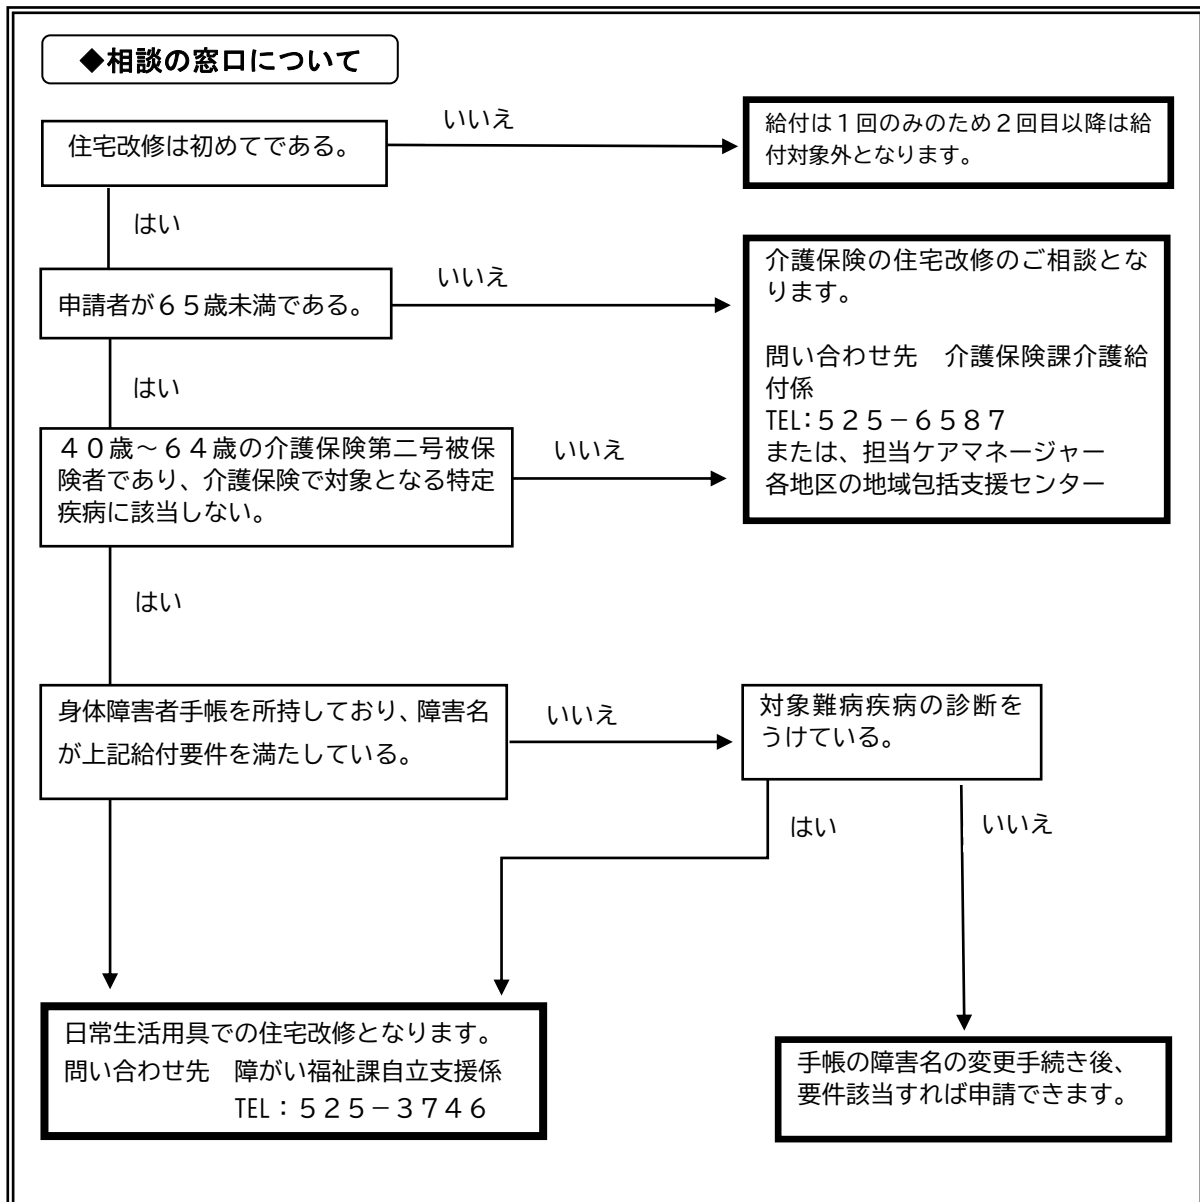 ◆相談の窓口について
住宅改修は初めてである。
いいえ
給付は１回のみのため２回目以降は給
付対象外となります。
はい
申請者が６５歳未満である。
いいえ
介護保険の住宅改修のご相談とな
ります。
問い合わせ先　介護保険課介護給
付係
TEL：５２５－６５８７
または、担当ケアマネージャー
各地区の地域包括支援センター
はい
４０歳～６４歳の介護保険第二号被保
険者であり、介護保険で対象となる特定
疾病に該当しない。
いいえ
はい
身体障害者手帳を所持しており、障害名
が上記給付要件を満たしている。
いいえ
対象難病疾病の診断を
うけている。
はい
いいえ
日常生活用具での住宅改修となります。
問い合わせ先　障がい福祉課自立支援係
TEL：５２５－３７４６
手帳の障害名の変更手続き後、
要件該当すれば申請できます。